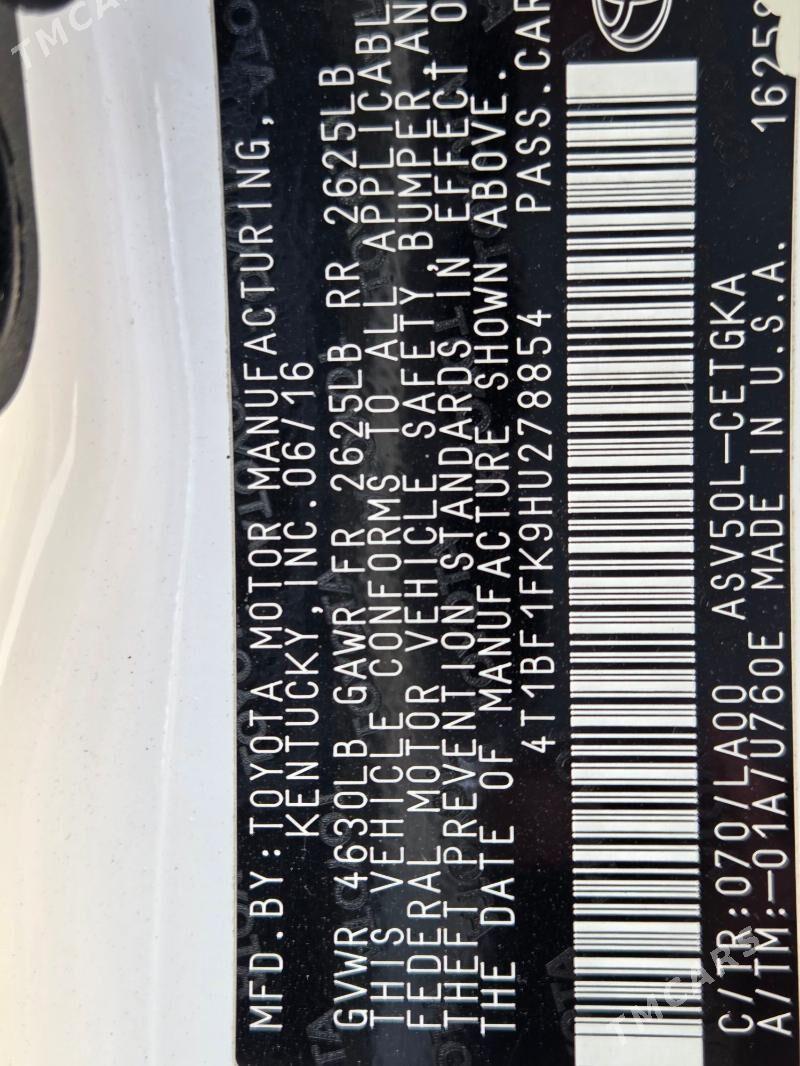 MFD.BY:TOYOTA MOTOR MANUFACTURING,
KENTUCKY, INC.06/16
GVWR 4630LB GAWR FR 2625LB RR 2625LB
THIS VEHICLE CONFORMS TO ALL APPLICABL
FEDERAL MOTOR VEHICLE SAFETY, BUMPER, AN
THEFT PREVENTION STANDARDS IN EFFECT O
THE DATE OF MANUFACTURE SHOWN ABOVE.
4T1BF1FK9HU278854 PASS.CAR
C/TR:070/LA00 ASV50L-CETGKA
A/TM:-01A/U760E MADE IN U.S.A.
TMCARS
TMCARS